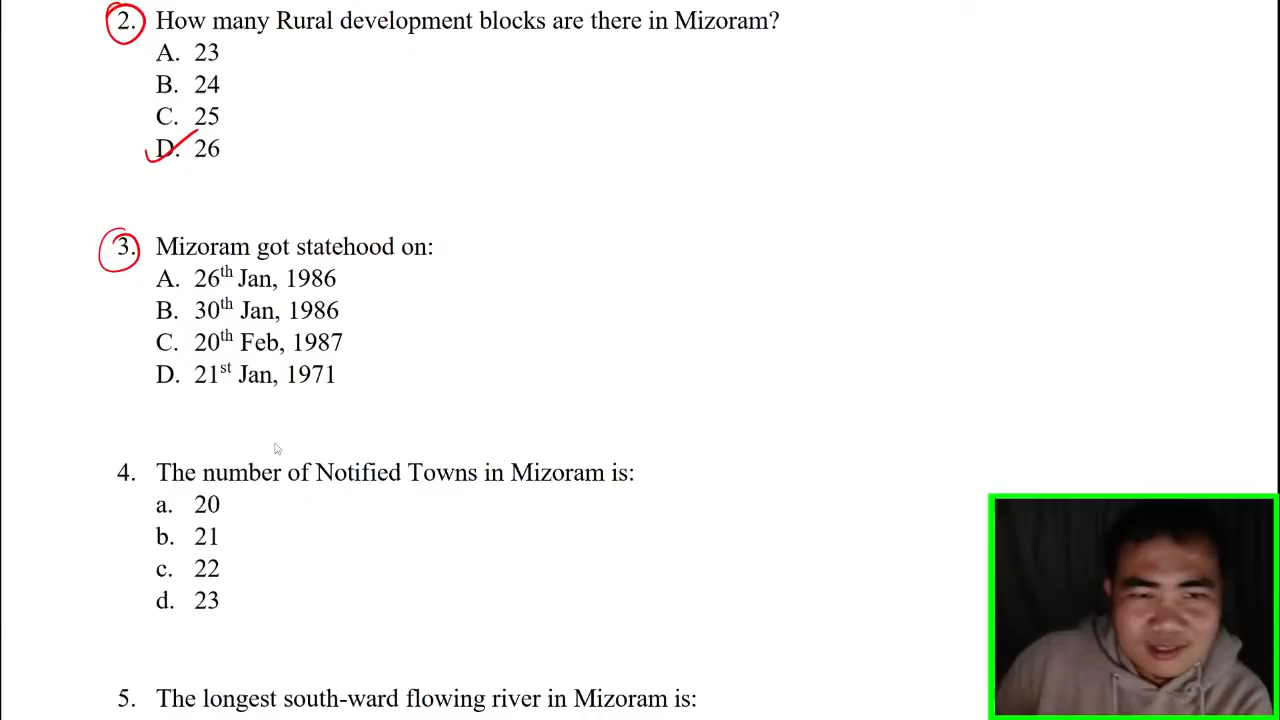 2. How many Rural development blocks are there in Mizoram?
A. 23
B. 24
C. 25
D. 26
3. Mizoram got statehood on:
A. 26th Jan, 1986
B. 30th Jan, 1986
C. 20th Feb, 1987
D. 21st Jan, 1971
4. The number of Notified Towns in Mizoram is:
a. 20
b. 21
c. 22
d. 23
5. The longest south-ward flowing river in Mizoram is: